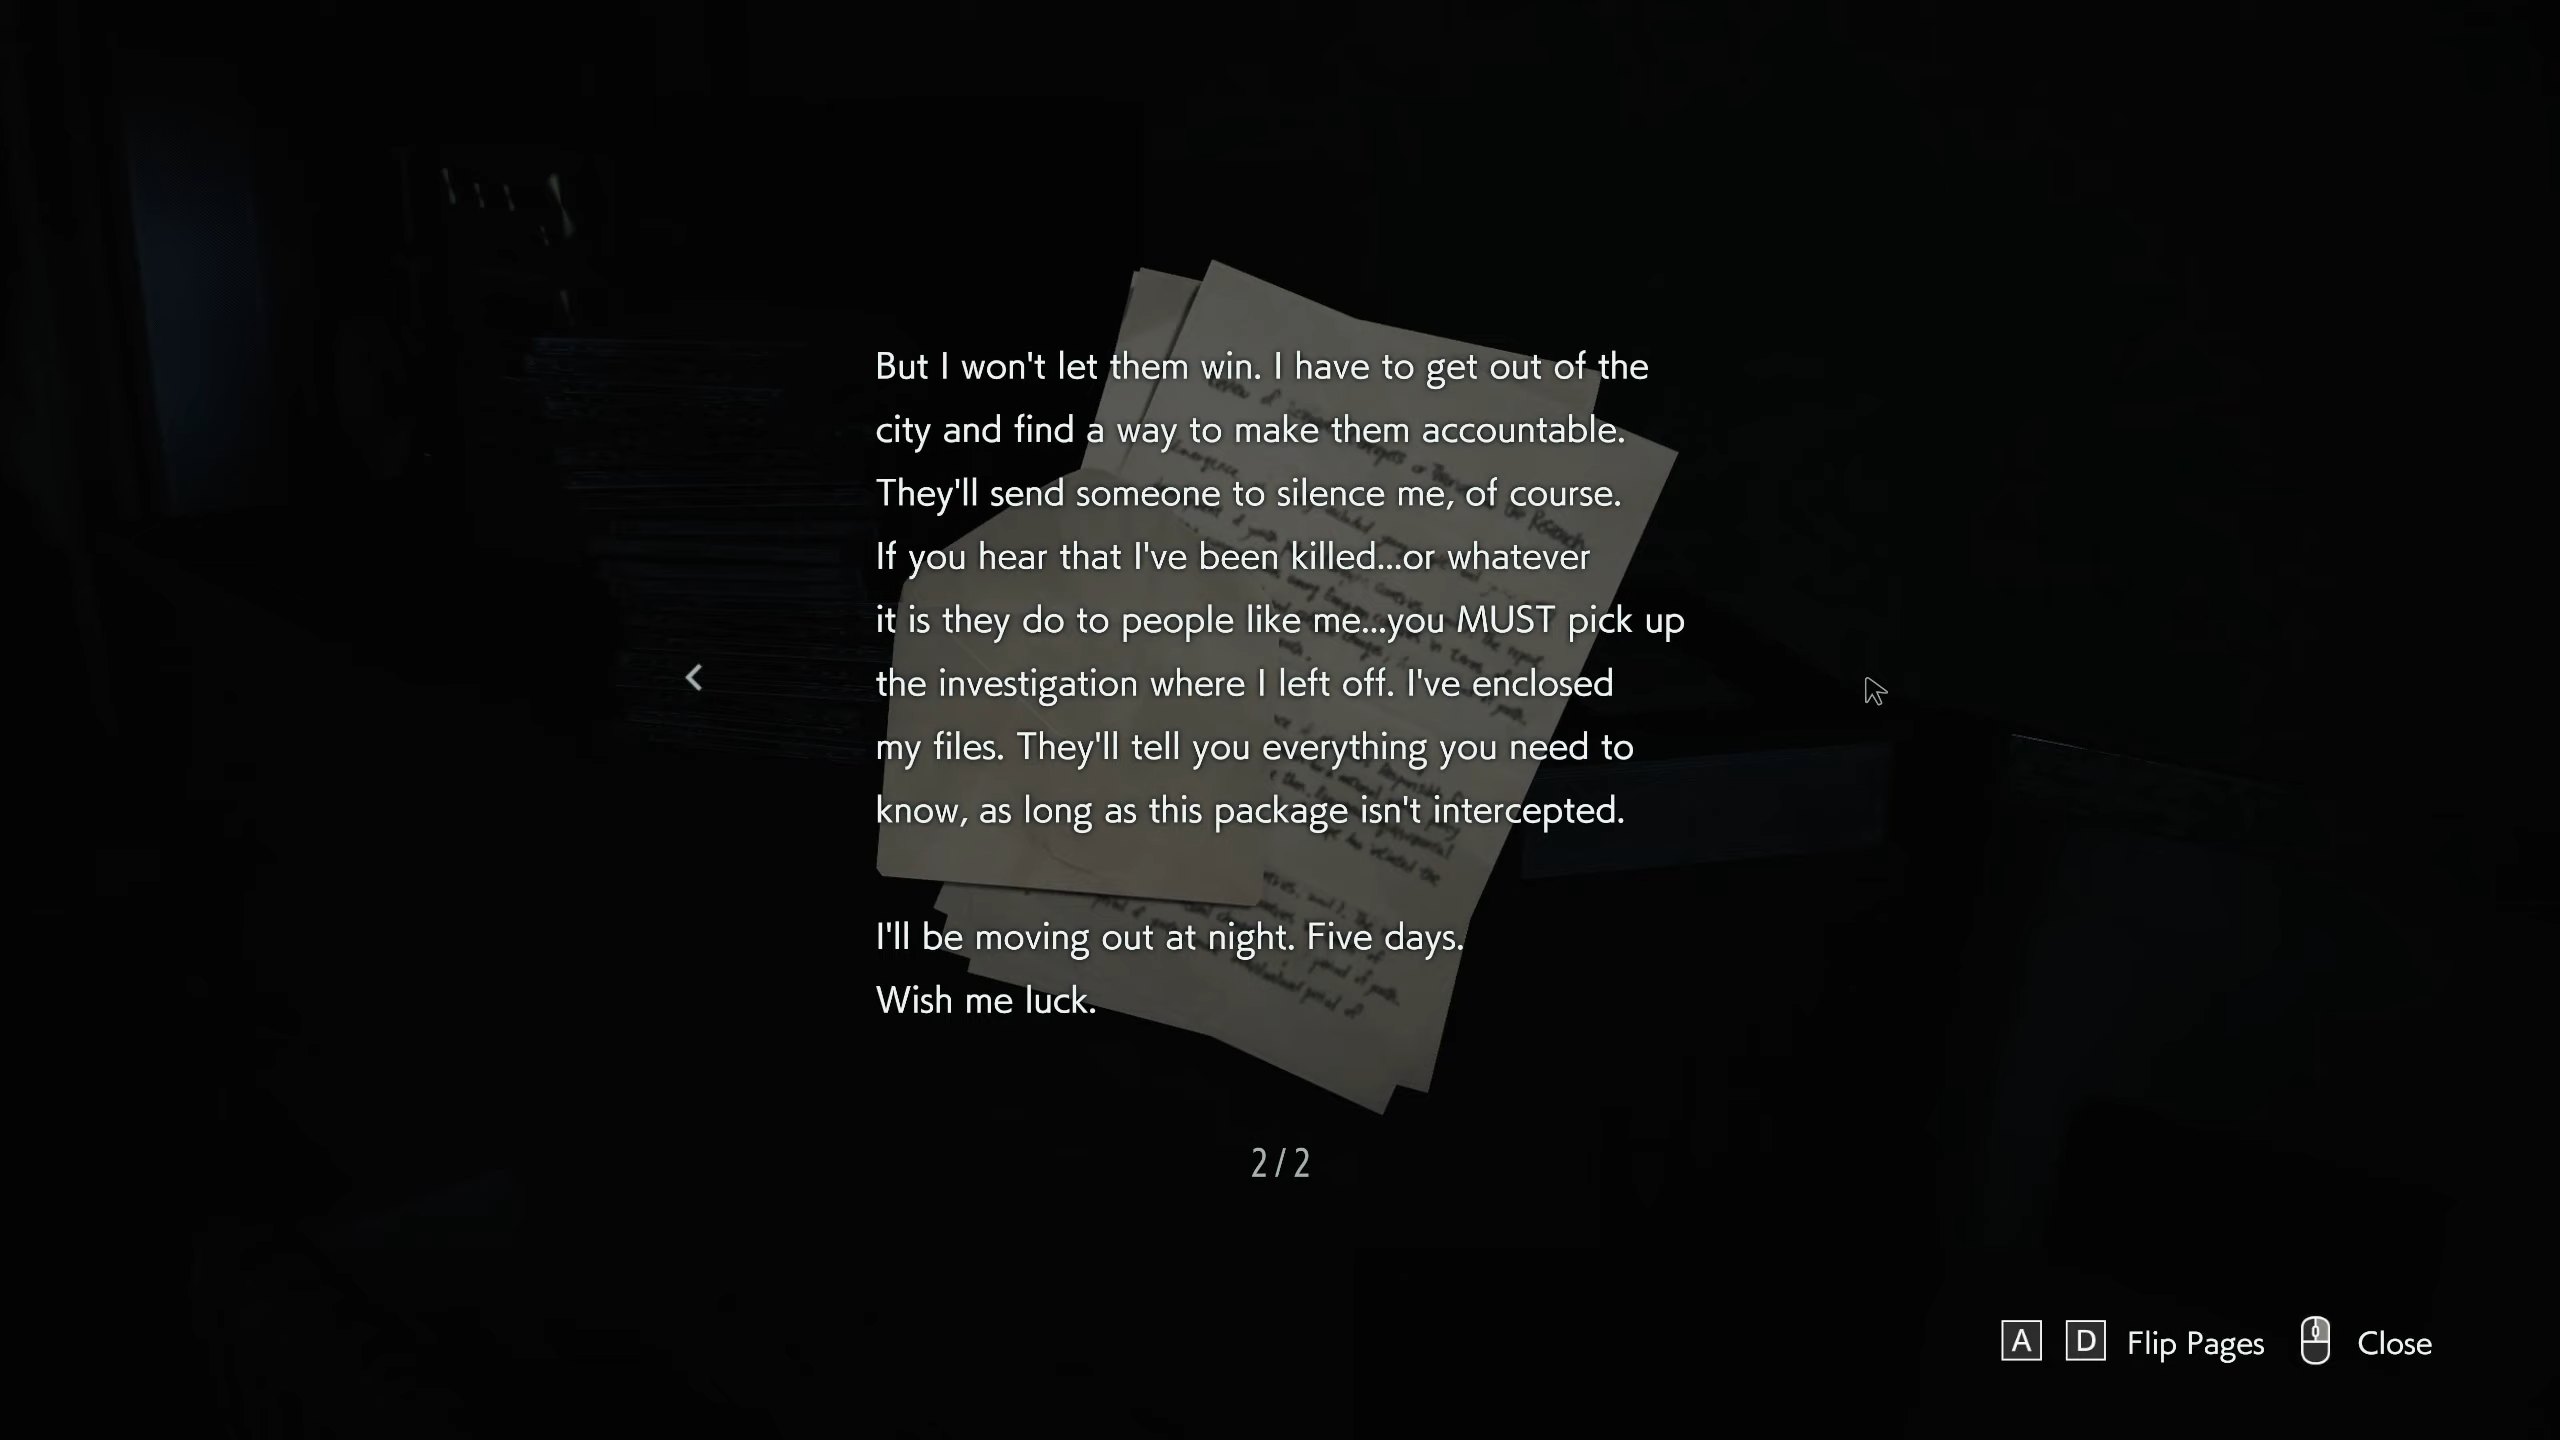 But I won't let them win. I have to get out of the
city and find a way to make them accountable.
They'll send someone to silence me, of course.
If you hear that I've been killed...or whatever
it is they do to people like me...you MUST pick up
the investigation where I left off. I've enclosed
my files. They'll tell you everything you need to
know, as long as this package isn't intercepted.
I'll be moving out at night. Five days.
Wish me luck.
2 / 2
A D Flip Pages Close